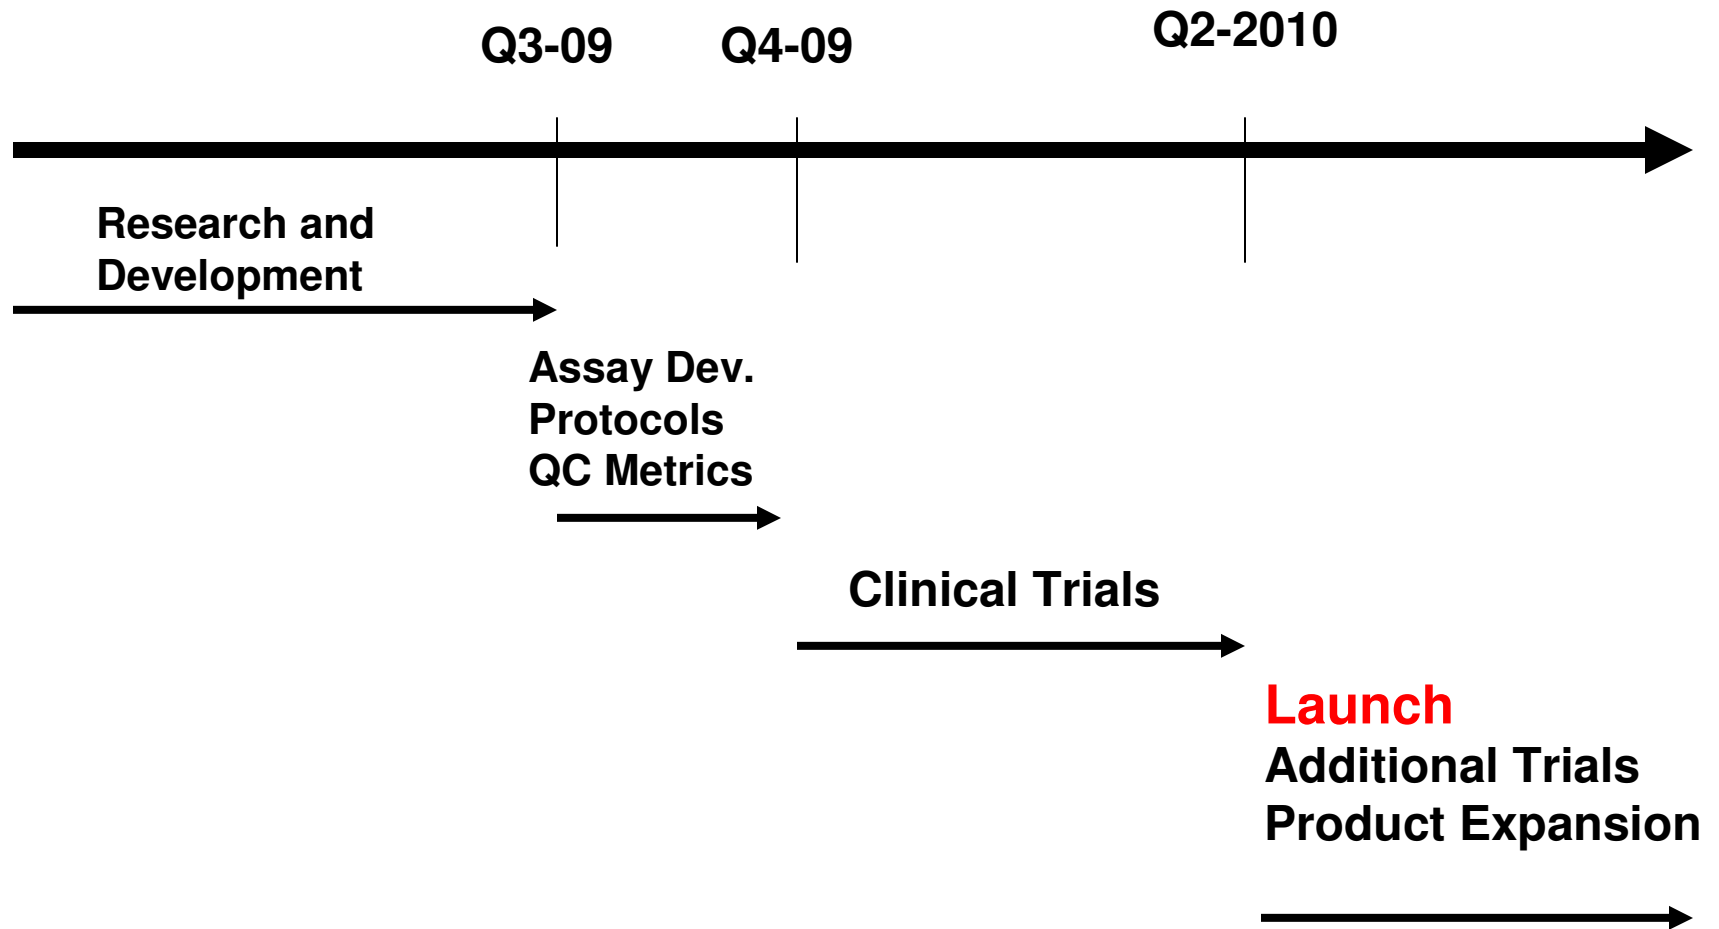 Q3-09
Q4-09
Q2-2010
Research and
Development
Assay Dev.
Protocols
QC Metrics
Clinical Trials
Launch
Additional Trials
Product Expansion